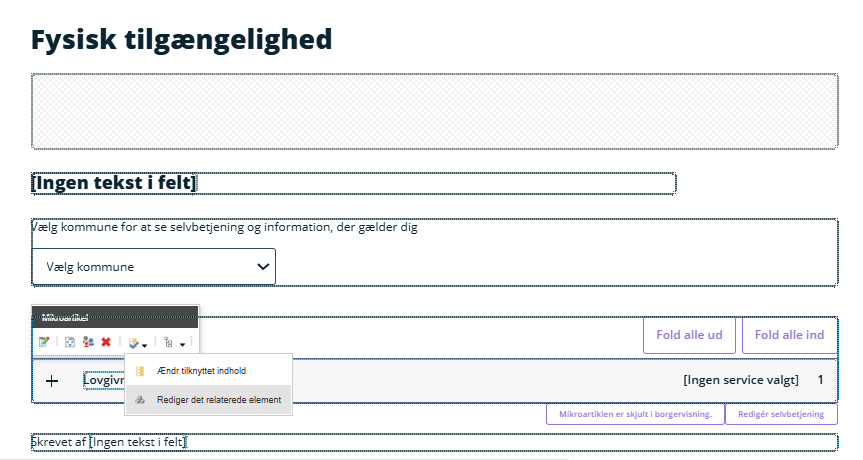 Fysisk tilgængelighed
[Ingen tekst i felt]
Vælg kommune for at se selvbetjening og information, der gælder dig
Vælg kommune
Mikroartikel
Fold alle ud
Fold alle ind
Ændr tilknyttet indhold
Lovgivn
[Ingen service valgt] 1
Rediger det relaterede element
Mikroartiklen er skjult i borgervisning.
Redigér selvbetjening
Skrevet af [Ingen tekst i felt]